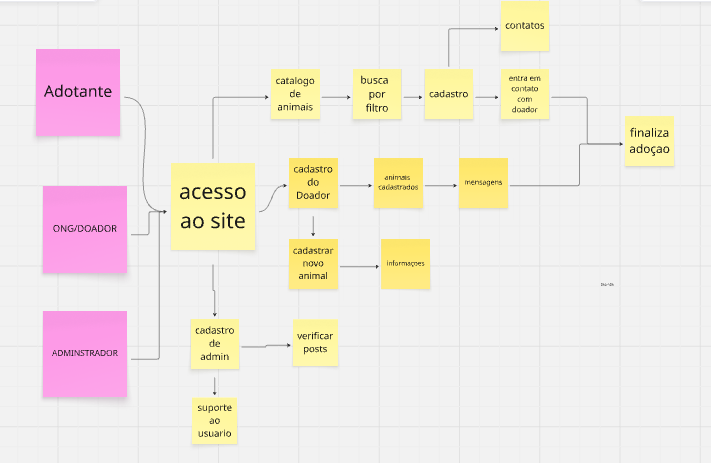 contatos
Adotante
catalogo
de
animais
busca
por
filtro
cadastro
entra em
contato
com
doador
finaliza
adoçao
acesso
ao site
cadastro
do
Doador
animais
cadastrados
mensagens
ONG/DOADOR
cadastrar
novo
animal
informaçoes
ADMINSTRADOR
cadastro
de
admin
verificar
posts
suporte
ao
usuario